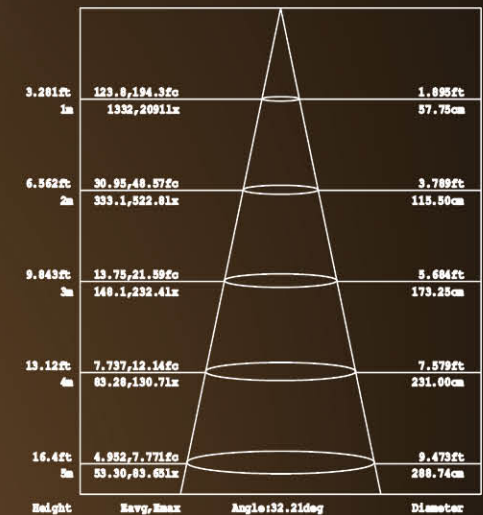 3.281ft 123.8,194.3fc 1.895ft
1m 1332,2091lx 57.75cm
6.562ft 30.95,48.57fc 3.789ft
2m 333.1,522.8lx 115.50cm
9.843ft 13.75,21.59fc 5.684ft
3m 148.1,232.4lx 173.25cm
13.12ft 7.737,12.14fc 7.579ft
4m 83.28,130.7lx 231.00cm
16.4ft 4.952,7.771fc 9.473ft
5m 53.30,83.65lx 288.74cm
Height Eavg,Emax Angle:32.21deg Diameter